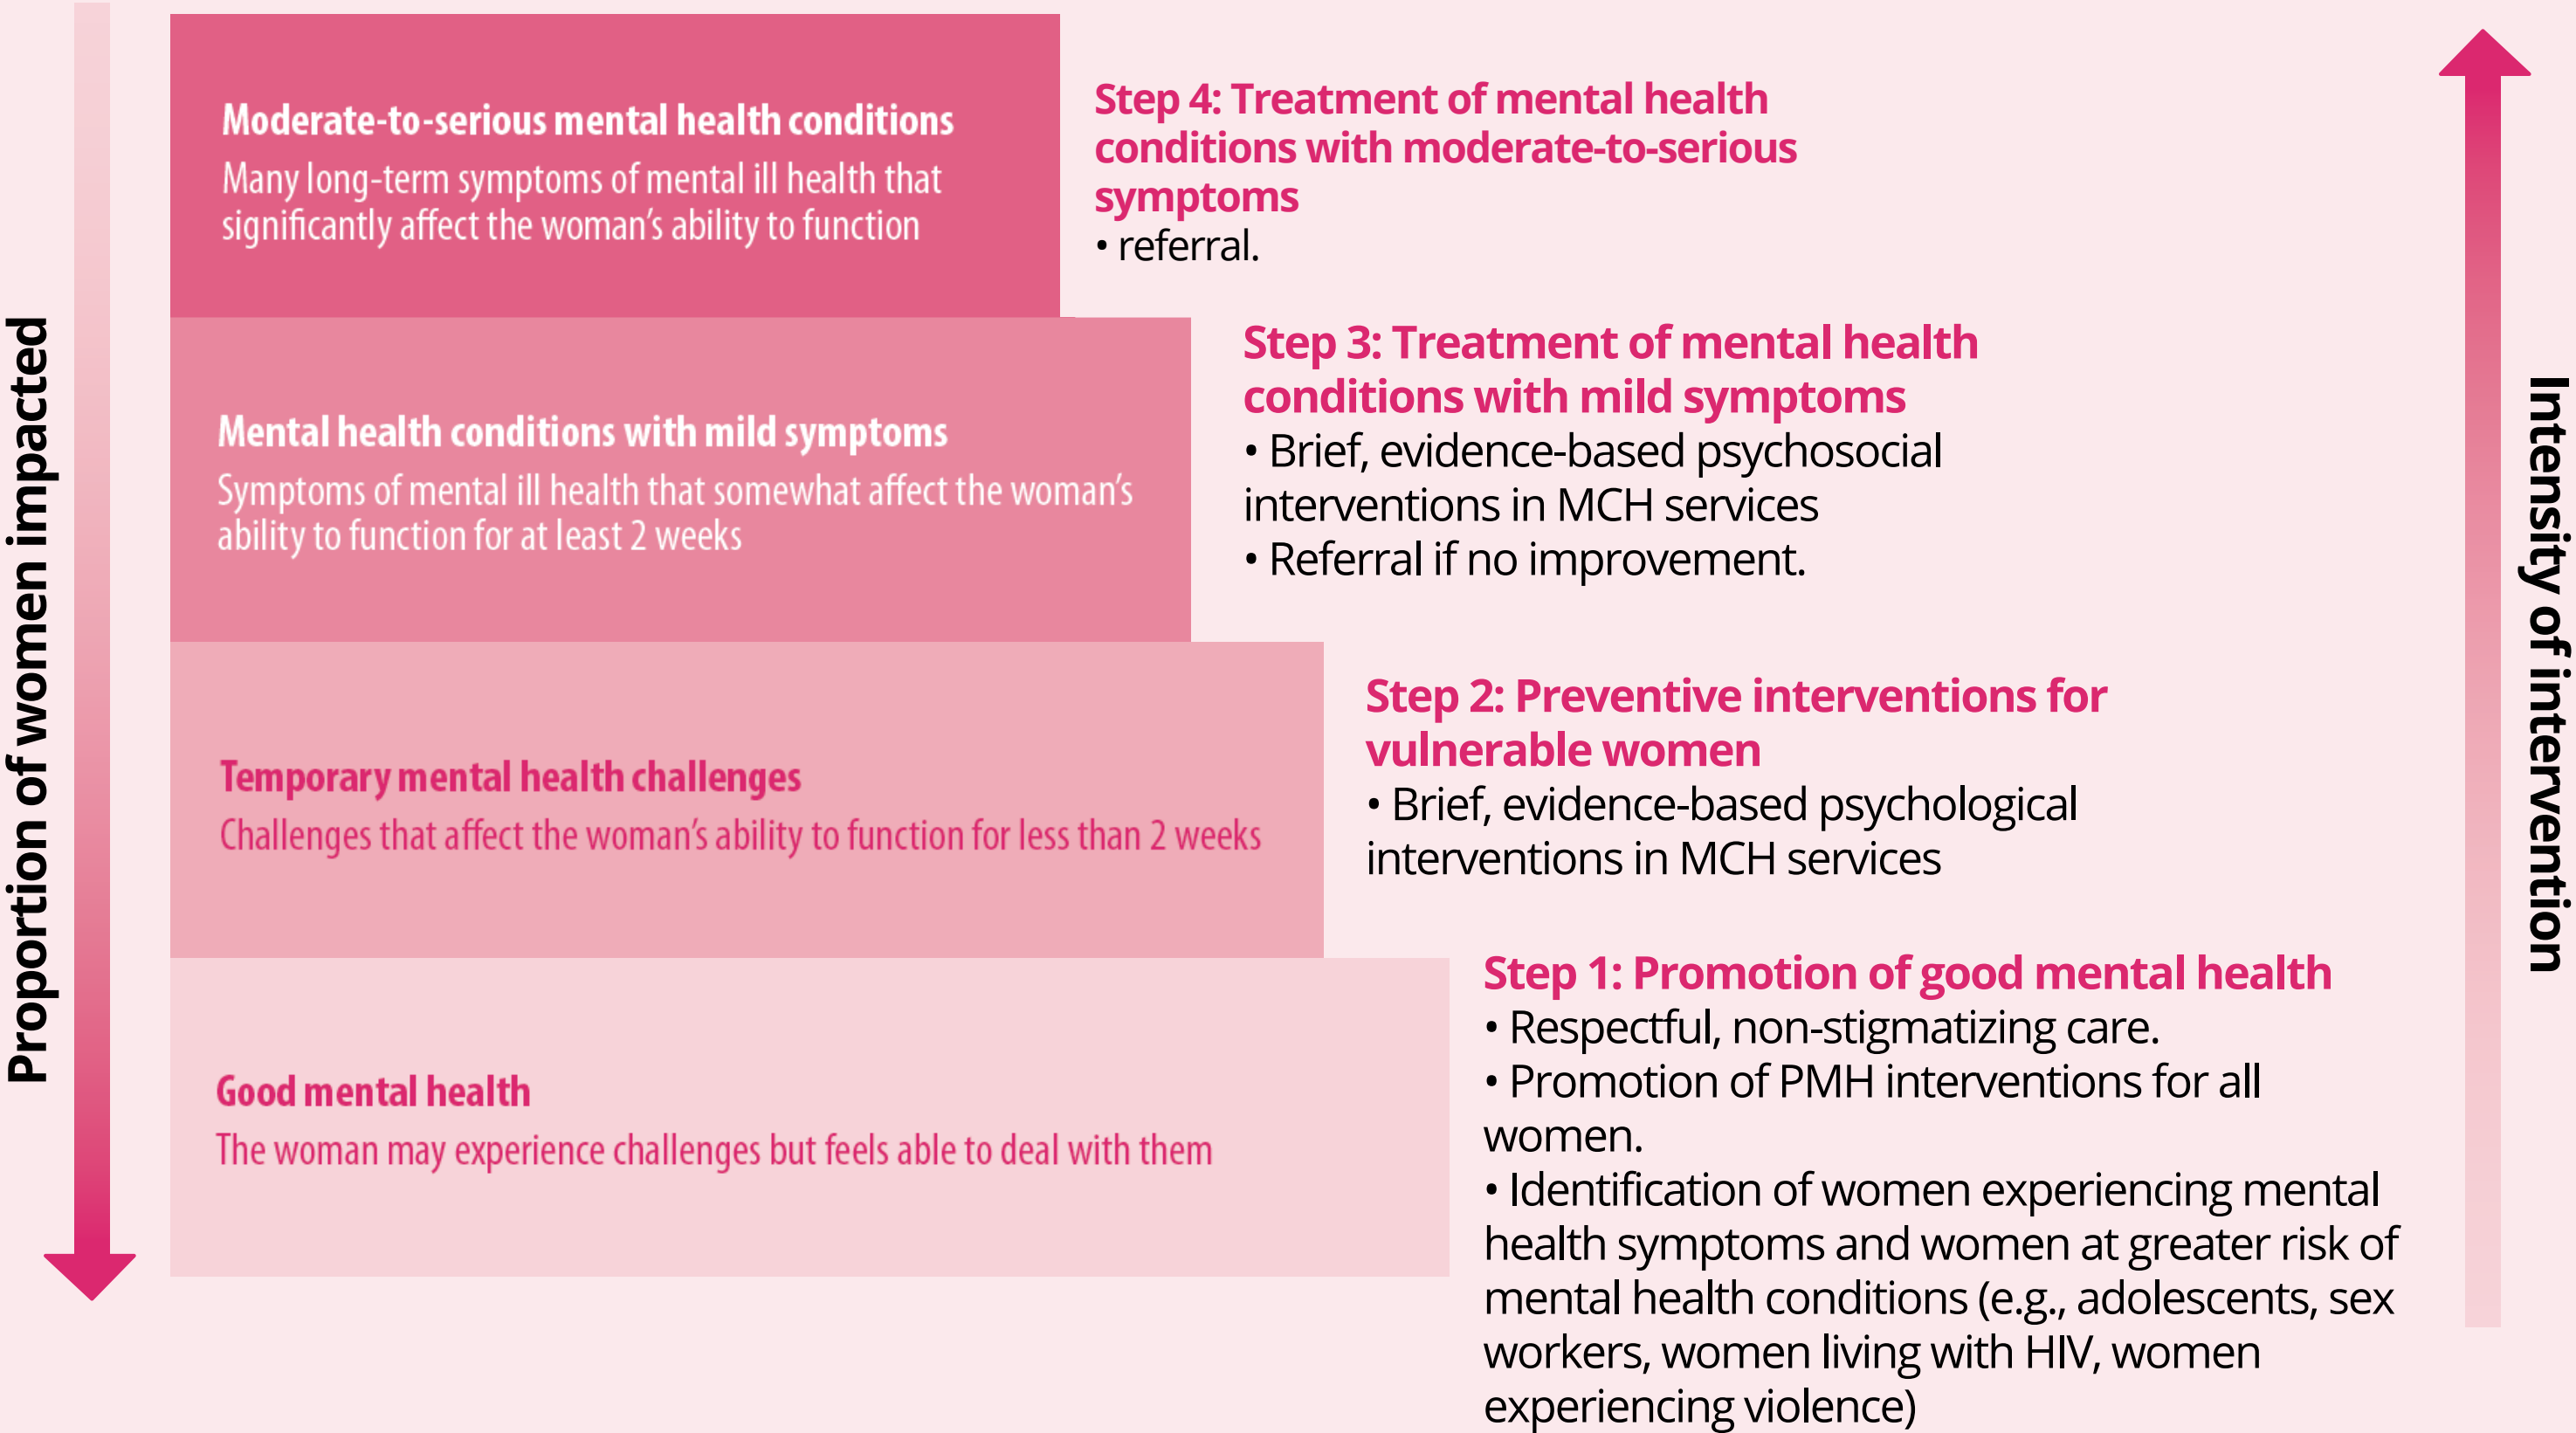 Proportion of women impacted
Moderate-to-serious mental health conditions
Many long-term symptoms of mental ill health that
significantly affect the woman's ability to function
Step 4: Treatment of mental health
conditions with moderate-to-serious
symptoms
• referral.
Mental health conditions with mild symptoms
Symptoms of mental ill health that somewhat affect the woman's
ability to function for at least 2 weeks
Step 3: Treatment of mental health
conditions with mild symptoms
• Brief, evidence-based psychosocial
interventions in MCH services
• Referral if no improvement.
Temporary mental health challenges
Challenges that affect the woman's ability to function for less than 2 weeks
Step 2: Preventive interventions for
vulnerable women
• Brief, evidence-based psychological
interventions in MCH services
Good mental health
The woman may experience challenges but feels able to deal with them
Step 1: Promotion of good mental health
• Respectful, non-stigmatizing care.
• Promotion of PMH interventions for all
women.
• Identification of women experiencing mental
health symptoms and women at greater risk of
mental health conditions (e.g., adolescents, sex
workers, women living with HIV, women
experiencing violence)
Intensity of intervention